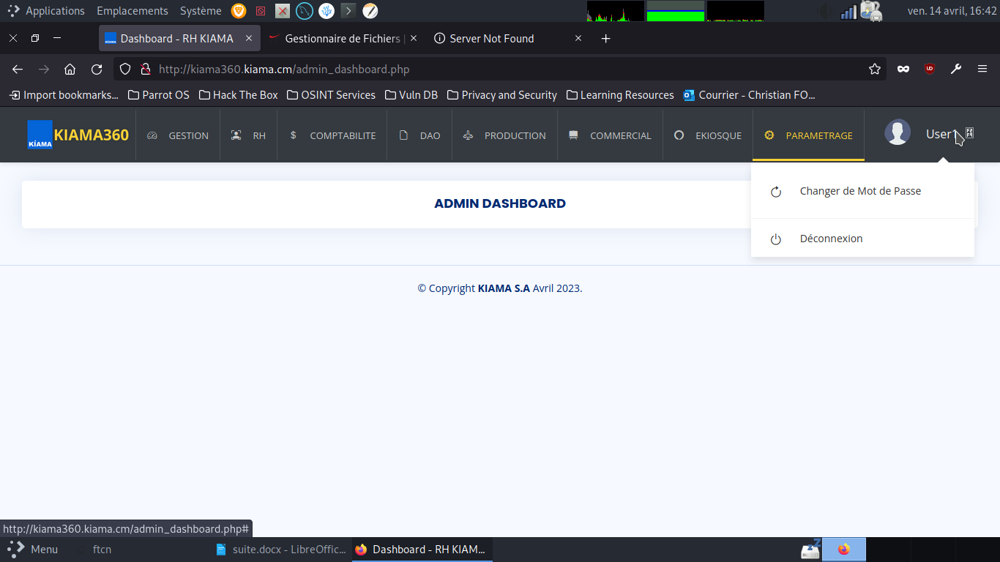 Applications Emplacements Système ven. 14 avril, 16:42
Dashboard - RH KIAMA Gestionnaire de Fichiers | Server Not Found
http://kiama360.kiama.cm/admin_dashboard.php
Import bookmarks... Parrot OS Hack The Box OSINT Services Vuln DB Privacy and Security Learning Resources Courrier - Christian FO...
KIAMA KIAMA360 GESTION RH $ COMPTABILITE DAO PRODUCTION COMMERCIAL EKIOSQUE PARAMETRAGE User1
Changer de Mot de Passe
ADMIN DASHBOARD
Déconnexion
© Copyright KIAMA S.A Avril 2023.
http://kiama360.kiama.cm/admin_dashboard.php#
Menu ftcn suite.docx - LibreOffic... Dashboard - RH KIAM...